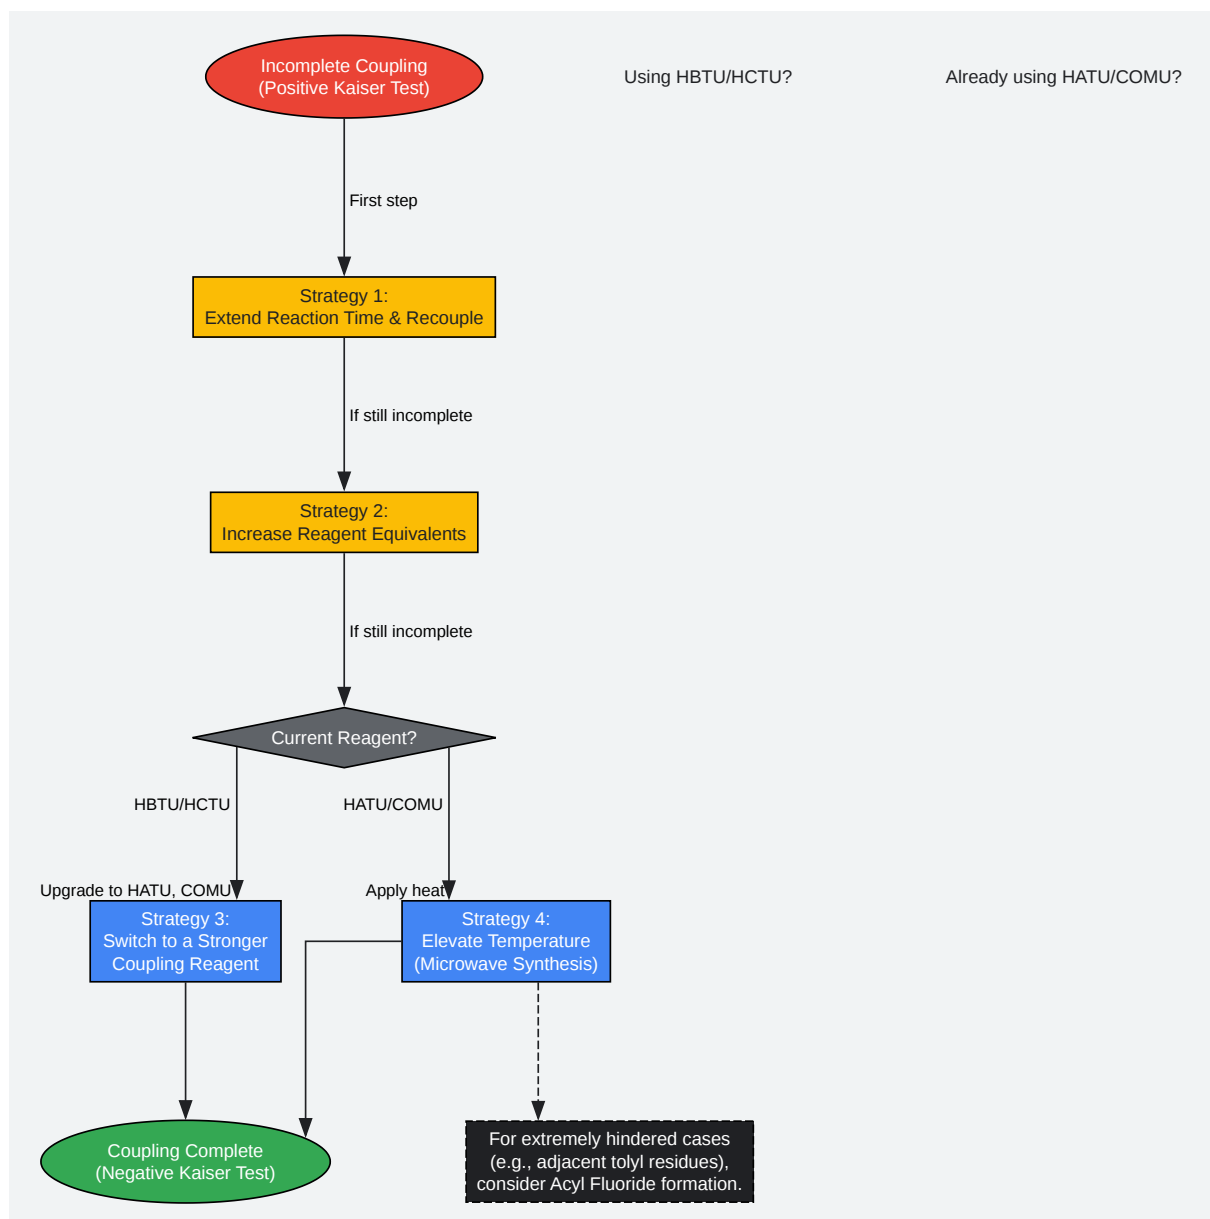 Incomplete Coupling
(Positive Kaiser Test)
Using HBTU/HCTU?
Already using HATU/COMU?
First step
Strategy 1:
Extend Reaction Time & Recouple
If still incomplete
Strategy 2:
Increase Reagent Equivalents
If still incomplete
Current Reagent?
HBTU/HCTU
HATU/COMU
Upgrade to HATU, COMU
Apply heat
Strategy 3:
Switch to a Stronger
Coupling Reagent
Strategy 4:
Elevate Temperature
(Microwave Synthesis)
Coupling Complete
(Negative Kaiser Test)
For extremely hindered cases
(e.g., adjacent tolyl residues),
consider Acyl Fluoride formation.